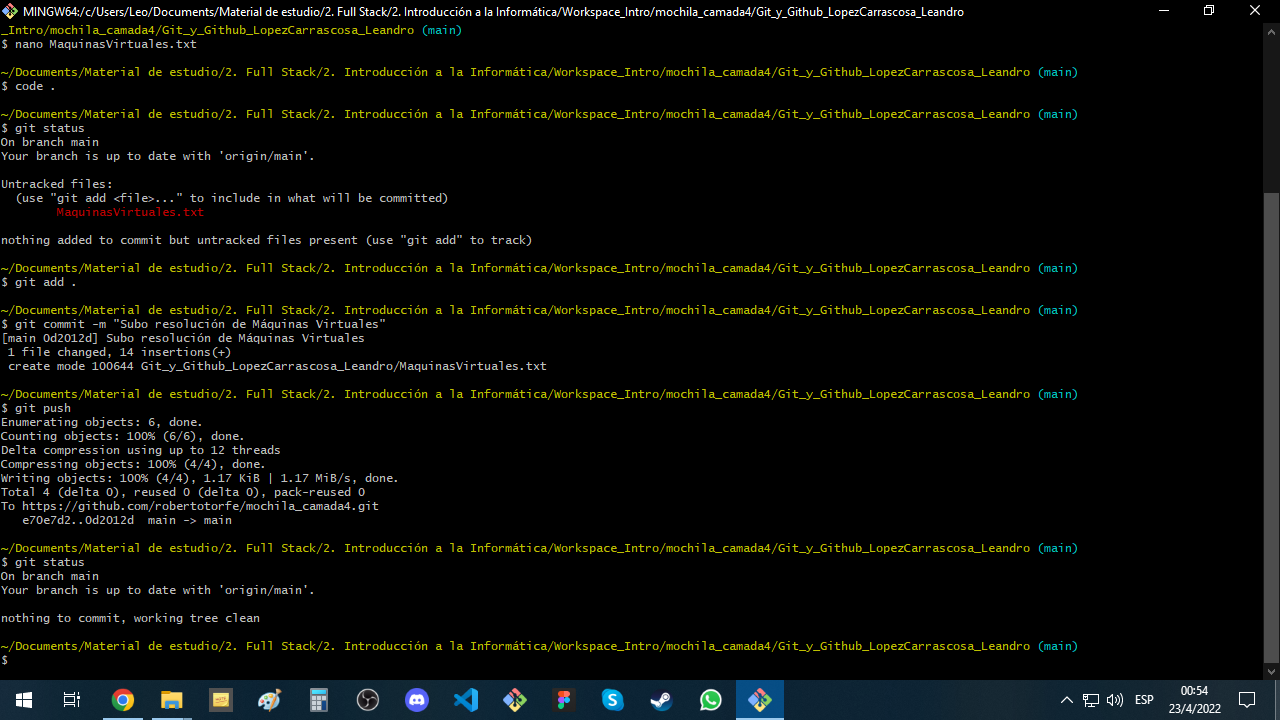 MINGW64:/c/Users/Leo/Documents/Material de estudio/2. Full Stack/2. Introducción a la Informática/Workspace_Intro/mochila_camada4/Git_y_Github_LopezCarrascosa_Leandro
_Intro/mochila_camada4/Git_y_Github_LopezCarrascosa_Leandro (main)
$ nano MaquinasVirtuales.txt
~/Documents/Material de estudio/2. Full Stack/2. Introducción a la Informática/Workspace_Intro/mochila_camada4/Git_y_Github_LopezCarrascosa_Leandro (main)
$ code .
~/Documents/Material de estudio/2. Full Stack/2. Introducción a la Informática/Workspace_Intro/mochila_camada4/Git_y_Github_LopezCarrascosa_Leandro (main)
$ git status
On branch main
Your branch is up to date with 'origin/main'.
Untracked files:
(use "git add <file>..." to include in what will be committed)
MaquinasVirtuales.txt
nothing added to commit but untracked files present (use "git add" to track)
~/Documents/Material de estudio/2. Full Stack/2. Introducción a la Informática/Workspace_Intro/mochila_camada4/Git_y_Github_LopezCarrascosa_Leandro (main)
$ git add .
~/Documents/Material de estudio/2. Full Stack/2. Introducción a la Informática/Workspace_Intro/mochila_camada4/Git_y_Github_LopezCarrascosa_Leandro (main)
$ git commit -m "Subo resolución de Máquinas Virtuales"
[main 0d2012d] Subo resolución de Máquinas Virtuales
1 file changed, 14 insertions(+)
create mode 100644 Git_y_Github_LopezCarrascosa_Leandro/MaquinasVirtuales.txt
~/Documents/Material de estudio/2. Full Stack/2. Introducción a la Informática/Workspace_Intro/mochila_camada4/Git_y_Github_LopezCarrascosa_Leandro (main)
$ git push
Enumerating objects: 6, done.
Counting objects: 100% (6/6), done.
Delta compression using up to 12 threads
Compressing objects: 100% (4/4), done.
Writing objects: 100% (4/4), 1.17 KiB | 1.17 MiB/s, done.
Total 4 (delta 0), reused 0 (delta 0), pack-reused 0
To https://github.com/robertotorfe/mochila_camada4.git
e70e7d2..0d2012d  main -> main
~/Documents/Material de estudio/2. Full Stack/2. Introducción a la Informática/Workspace_Intro/mochila_camada4/Git_y_Github_LopezCarrascosa_Leandro (main)
$ git status
On branch main
Your branch is up to date with 'origin/main'.
nothing to commit, working tree clean
~/Documents/Material de estudio/2. Full Stack/2. Introducción a la Informática/Workspace_Intro/mochila_camada4/Git_y_Github_LopezCarrascosa_Leandro (main)
$
ESP
00:54
23/4/2022